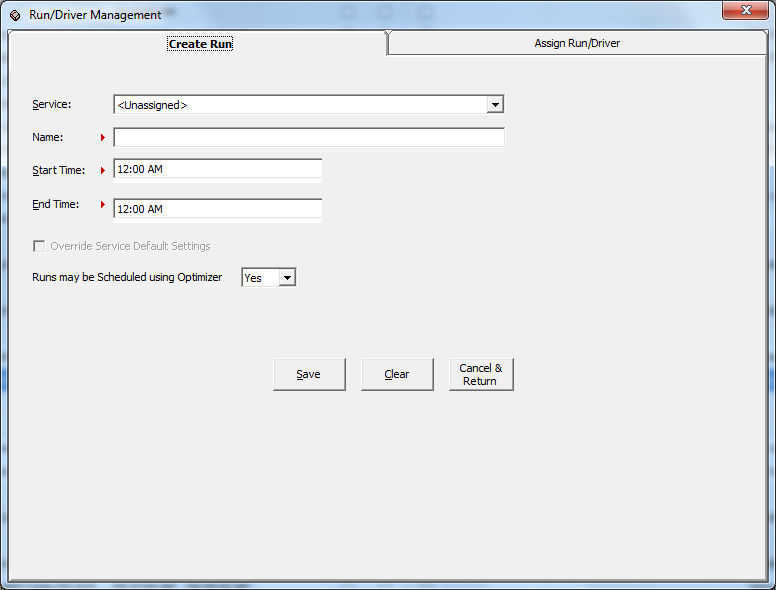 Run/Driver Management
Create Run
Assign Run/Driver
Service:
<Unassigned>
Name:
Start Time:
12:00 AM
End Time:
12:00 AM
Override Service Default Settings
Runs may be Scheduled using Optimizer
Yes
Save
Clear
Cancel &
Return